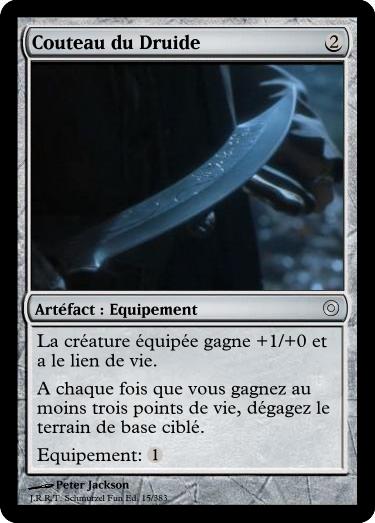 Couteau du Druide 2
Artéfact : Equipement
La créature équipée gagne +1/+0 et
a le lien de vie.
A chaque fois que vous gagnez au
moins trois points de vie, dégagez le
terrain de base ciblé.
Equipement: 1
Peter Jackson
J.R.R.T. Schmurzel Fun Ed. 15/383